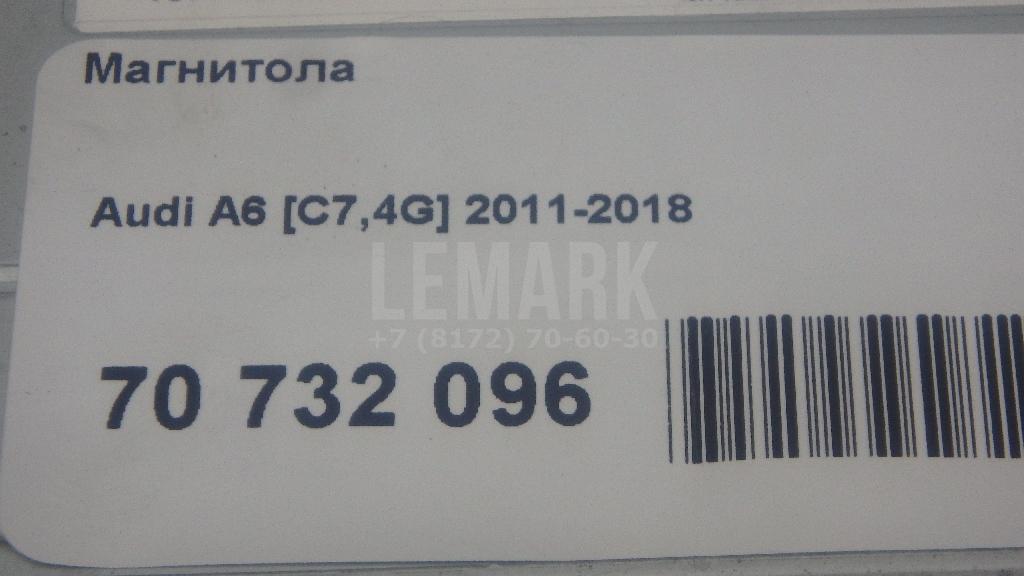 Магнитола
Audi A6 [C7,4G] 2011-2018
LEMARK
+7 (8172) 70-60-30
70 732 096